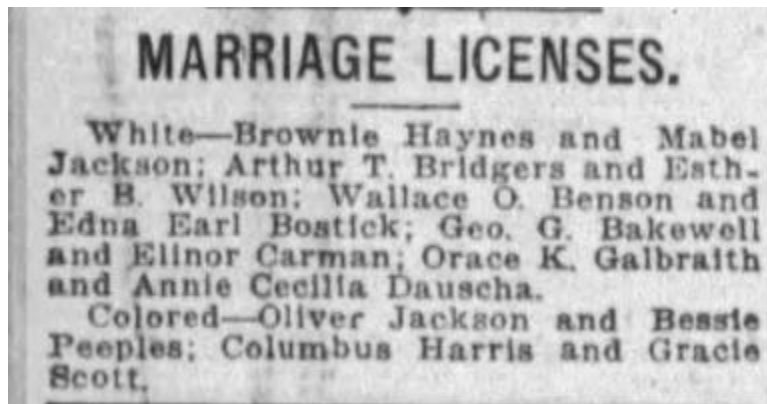 MARRIAGE LICENSES.
White—Brownie Haynes and Mabel
Jackson; Arthur T. Bridgers and Esth-
er B. Wilson; Wallace O. Benson and
Edna Earl Bostick; Geo. G. Bakewell
and Elinor Carman; Orace K. Galbraith
and Annie Cecilia Dauscha.
Colored—Oliver Jackson and Bessie
Peeples; Columbus Harris and Gracie
Scott.